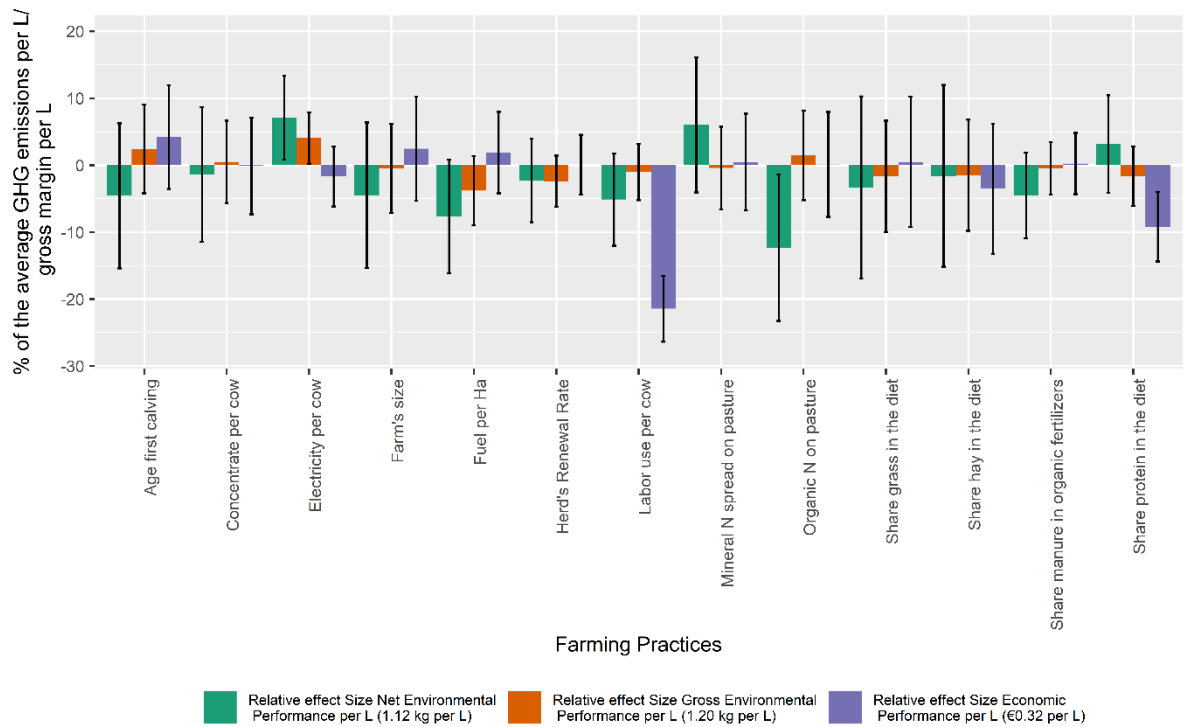 % of the average GHG emissions per L/
gross margin per L
20
10
0
-10
-20
-30
Age first calving
Concentrate per cow
Electricity per cow
Farm's size
Fuel per Ha
Herd's Renewal Rate
Labor use per cow
Mineral N spread on pasture
Organic N on pasture
Share grass in the diet
Share hay in the diet
Share manure in organic fertilizers
Share protein in the diet
Farming Practices
Relative effect Size Net Environmental
Performance per L (1.12 kg per L)
Relative effect Size Gross Environmental
Performance per L (1.20 kg per L)
Relative effect Size Economic
Performance per L (€0.32 per L)